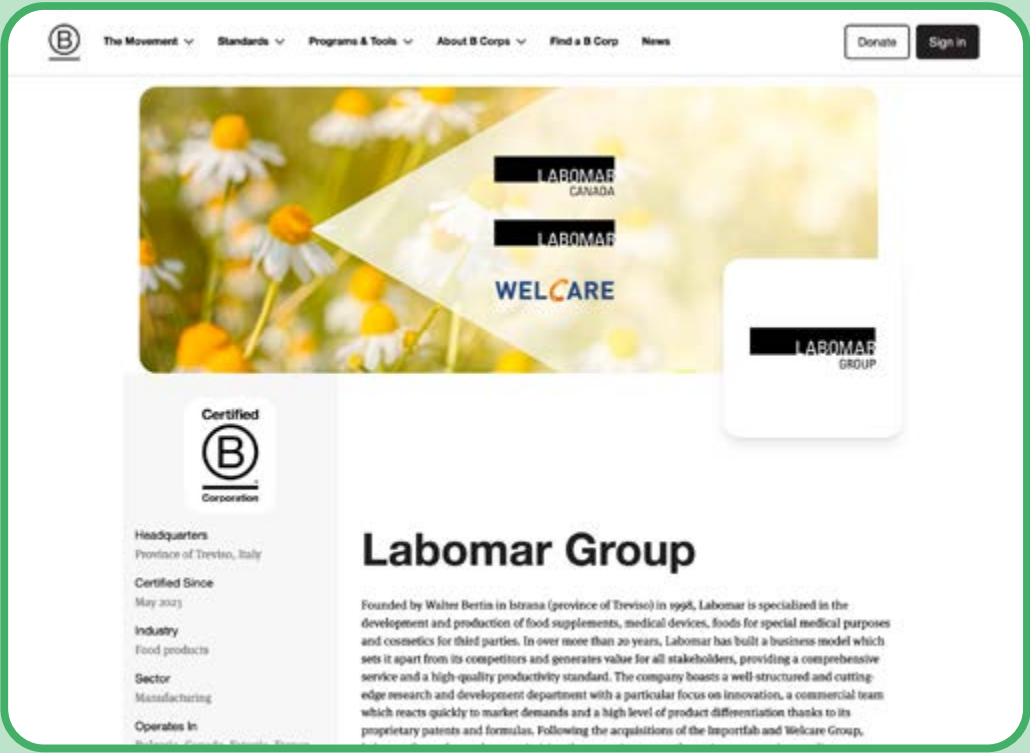 B
The Movement
Standards
Programs & Tools
About B Corps
Find a B Corp
News
Donate
Sign in
LABOMAR
CANADA
LABOMAR
WELCARE
LABOMAR
GROUP
Certified
B
Corporation
Headquarters
Province of Treviso, Italy
Certified Since
May 2023
Industry
Food products
Sector
Manufacturing
Operates In
Labomar Group
Founded by Walter Bertin in Istrana (province of Treviso) in 1998, Labomar is specialized in the
development and production of food supplements, medical devices, foods for special medical purposes
and cosmetics for third parties. In over more than 20 years, Labomar has built a business model which
sets it apart from its competitors and generates value for all stakeholders, providing a comprehensive
service and a high-quality productivity standard. The company boasts a well-structured and cutting-
edge research and development department with a particular focus on innovation, a commercial team
which reacts quickly to market demands and a high level of product differentiation thanks to its
proprietary patents and formulas. Following the acquisitions of the Importfab and Welcare Group,